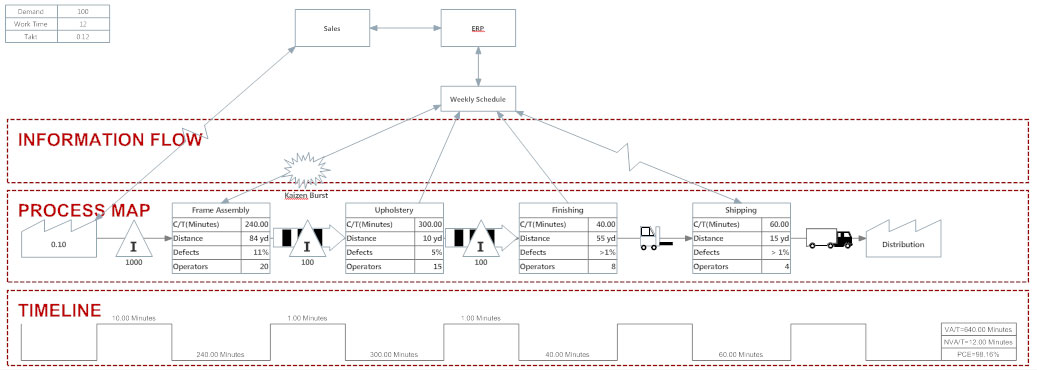 Demand 100
Work Time 12
Takt 0.12
Sales
ERP
Weekly Schedule
INFORMATION FLOW
Kaizen Burst
PROCESS MAP
0.10
I
1000
Frame Assembly
C/T(Minutes) 240.00
Distance 84 yd
Defects 11%
Operators 20
I
100
Upholstery
C/T(Minutes) 300.00
Distance 10 yd
Defects 5%
Operators 15
I
100
Finishing
C/T(Minutes) 40.00
Distance 55 yd
Defects >1%
Operators 8
Shipping
C/T(Minutes) 60.00
Distance 15 yd
Defects > 1%
Operators 4
Distribution
TIMELINE
10.00 Minutes
240.00 Minutes
1.00 Minutes
300.00 Minutes
1.00 Minutes
40.00 Minutes
60.00 Minutes
VA/T=640.00 Minutes
NVA/T=12.00 Minutes
PCE=98.16%